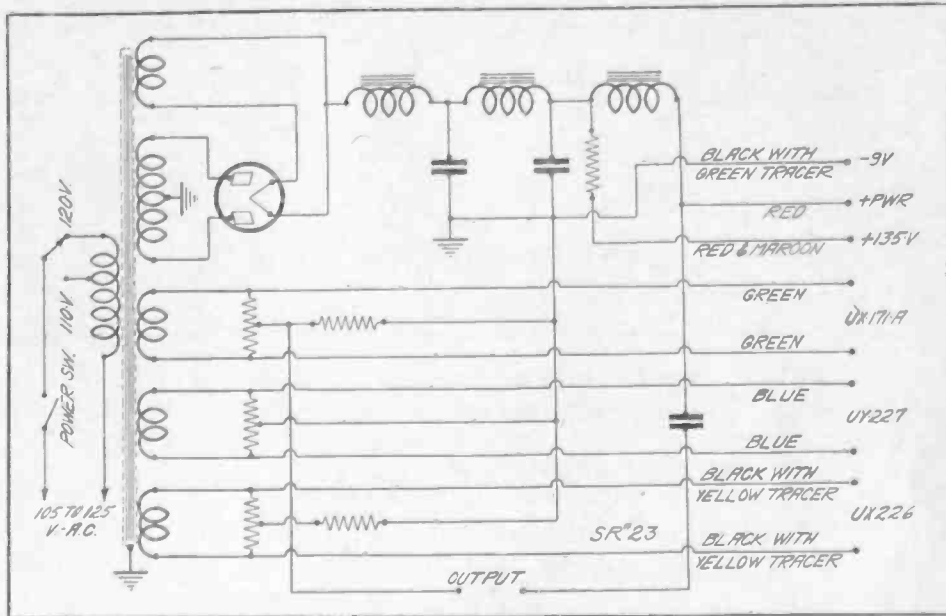 120V.
110V.
POWER SW.
105 TO 125
V-A.C.
BLACK WITH
GREEN TRACER
-9V
RED
+PWR
RED & MAROON
+135V
GREEN
UX171-A
GREEN
BLUE
UY227
BLUE
BLACK WITH
YELLOW TRACER
UX226
BLACK WITH
YELLOW TRACER
SR"23
OUTPUT